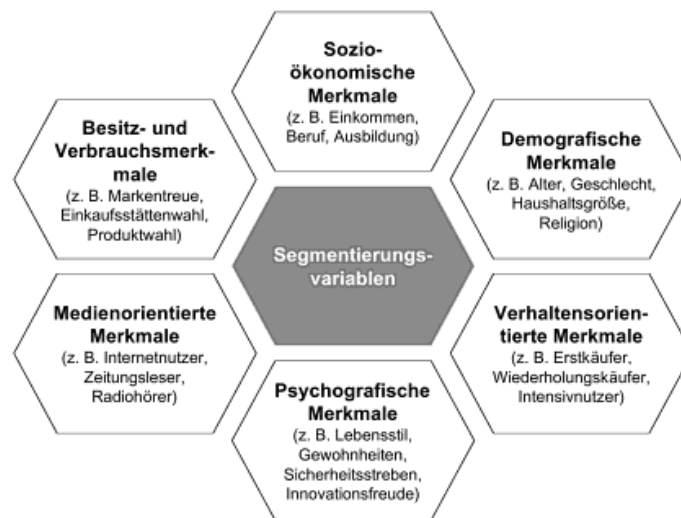 Sozio-
ökonomische
Merkmale
(z. B. Einkommen,
Beruf, Ausbildung)
Besitz- und
Verbrauchsmerk-
male
(z. B. Markentreue,
Einkaufsstättenwahl,
Produktwahl)
Demografische
Merkmale
(z. B. Alter, Geschlecht,
Haushaltsgröße,
Religion)
Segmentierungs-
variablen
Medienorientierte
Merkmale
(z. B. Internetnutzer,
Zeitungsleser,
Radiohörer)
Verhaltensorien-
tierte Merkmale
(z. B. Erstkäufer,
Wiederholungskäufer,
Intensivnutzer)
Psychografische
Merkmale
(z. B. Lebensstil,
Gewohnheiten,
Sicherheitsstreben,
Innovationsfreude)